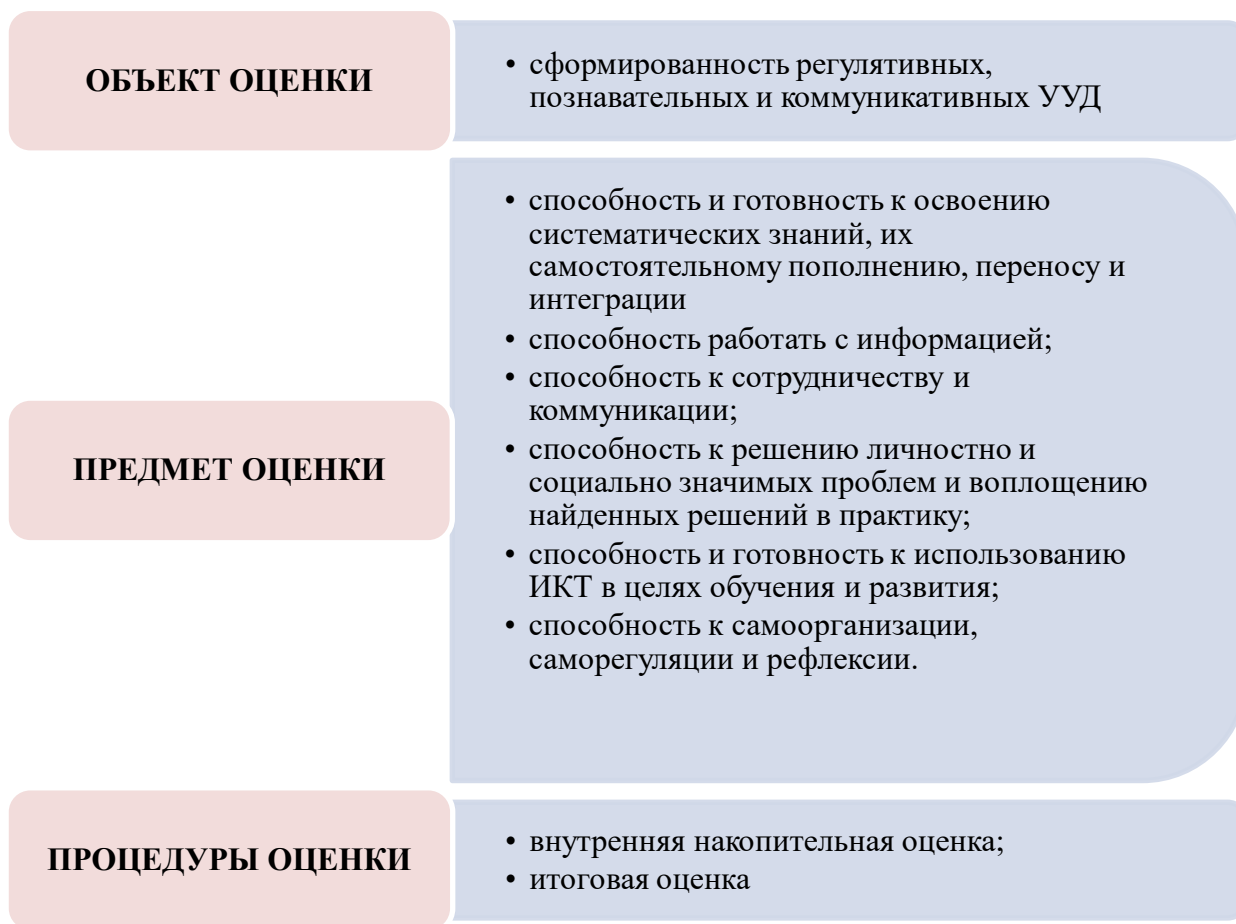 ОБЪЕКТ ОЦЕНКИ
• сформированность регулятивных,
познавательных и коммуникативных УУД
ПРЕДМЕТ ОЦЕНКИ
• способность и готовность к освоению
систематических знаний, их
самостоятельному пополнению, переносу и
интеграции
• способность работать с информацией;
• способность к сотрудничеству и
коммуникации;
• способность к решению личностно и
социально значимых проблем и воплощению
найденных решений в практику;
• способность и готовность к использованию
ИКТ в целях обучения и развития;
• способность к самоорганизации,
саморегуляции и рефлексии.
ПРОЦЕДУРЫ ОЦЕНКИ
• внутренняя накопительная оценка;
• итоговая оценка